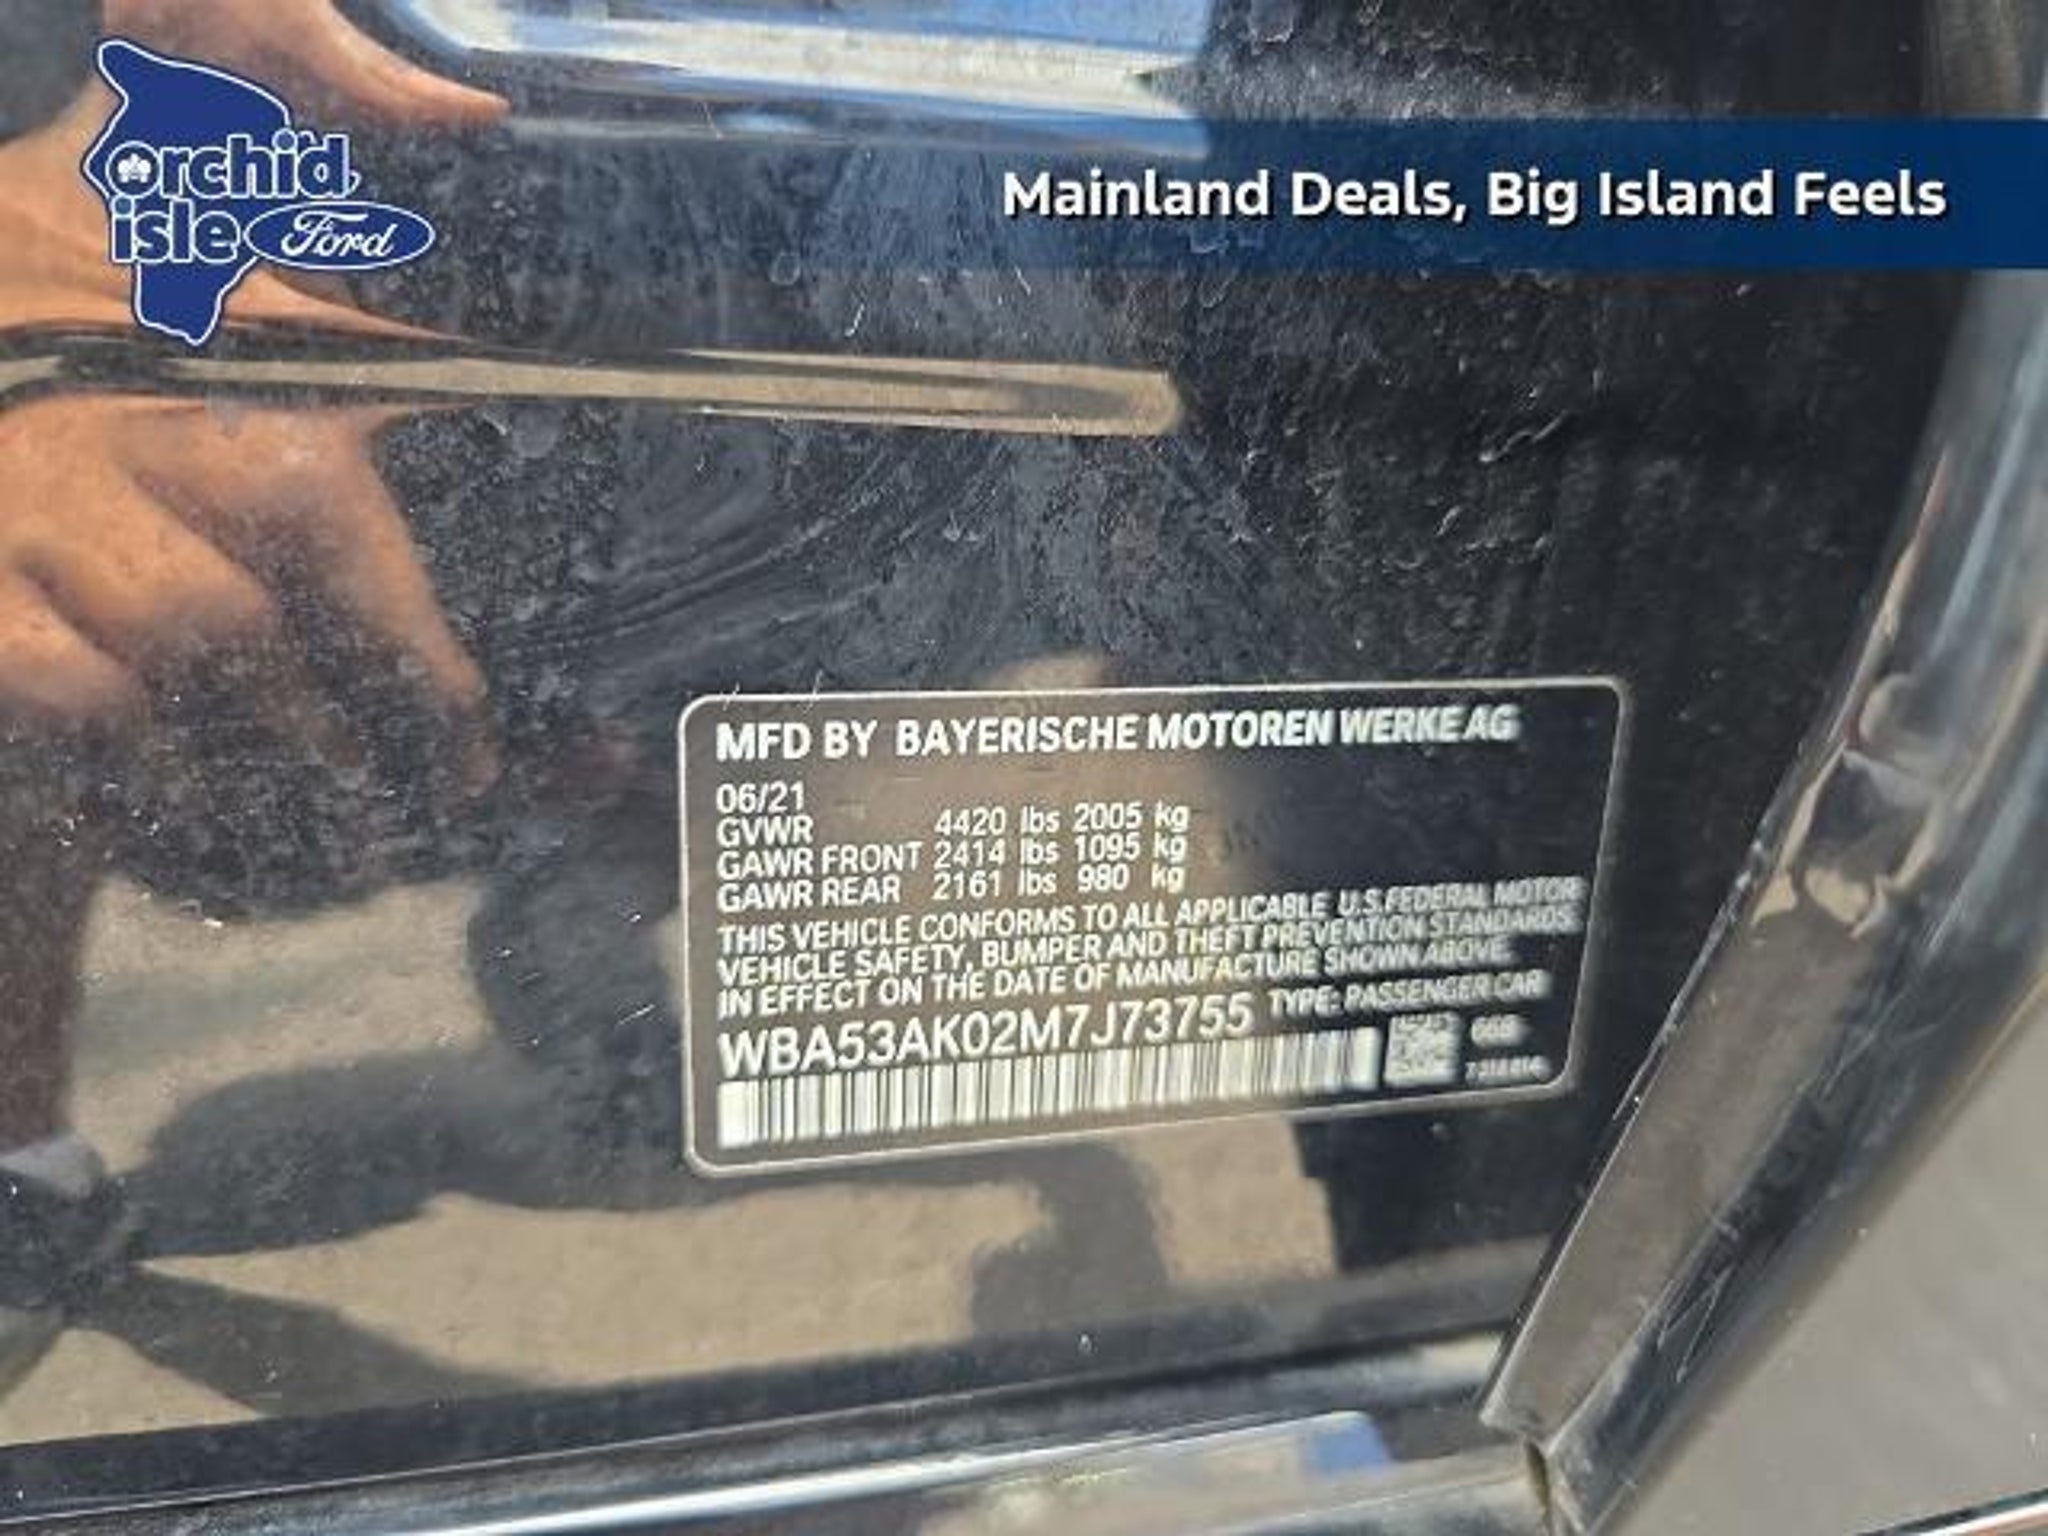 orchid
isle Ford
Mainland Deals, Big Island Feels
MFD BY BAYERISCHE MOTOREN WERKE AG
06/21
GVWR 4420 lbs 2005 kg
GAWR FRONT 2414 lbs 1095 kg
GAWR REAR 2161 lbs 980 kg
THIS VEHICLE CONFORMS TO ALL APPLICABLE U.S. FEDERAL MOTOR
VEHICLE SAFETY, BUMPER AND THEFT PREVENTION STANDARDS
IN EFFECT ON THE DATE OF MANUFACTURE SHOWN ABOVE.
WBA53AK02M7J73755 TYPE: PASSENGER CAR